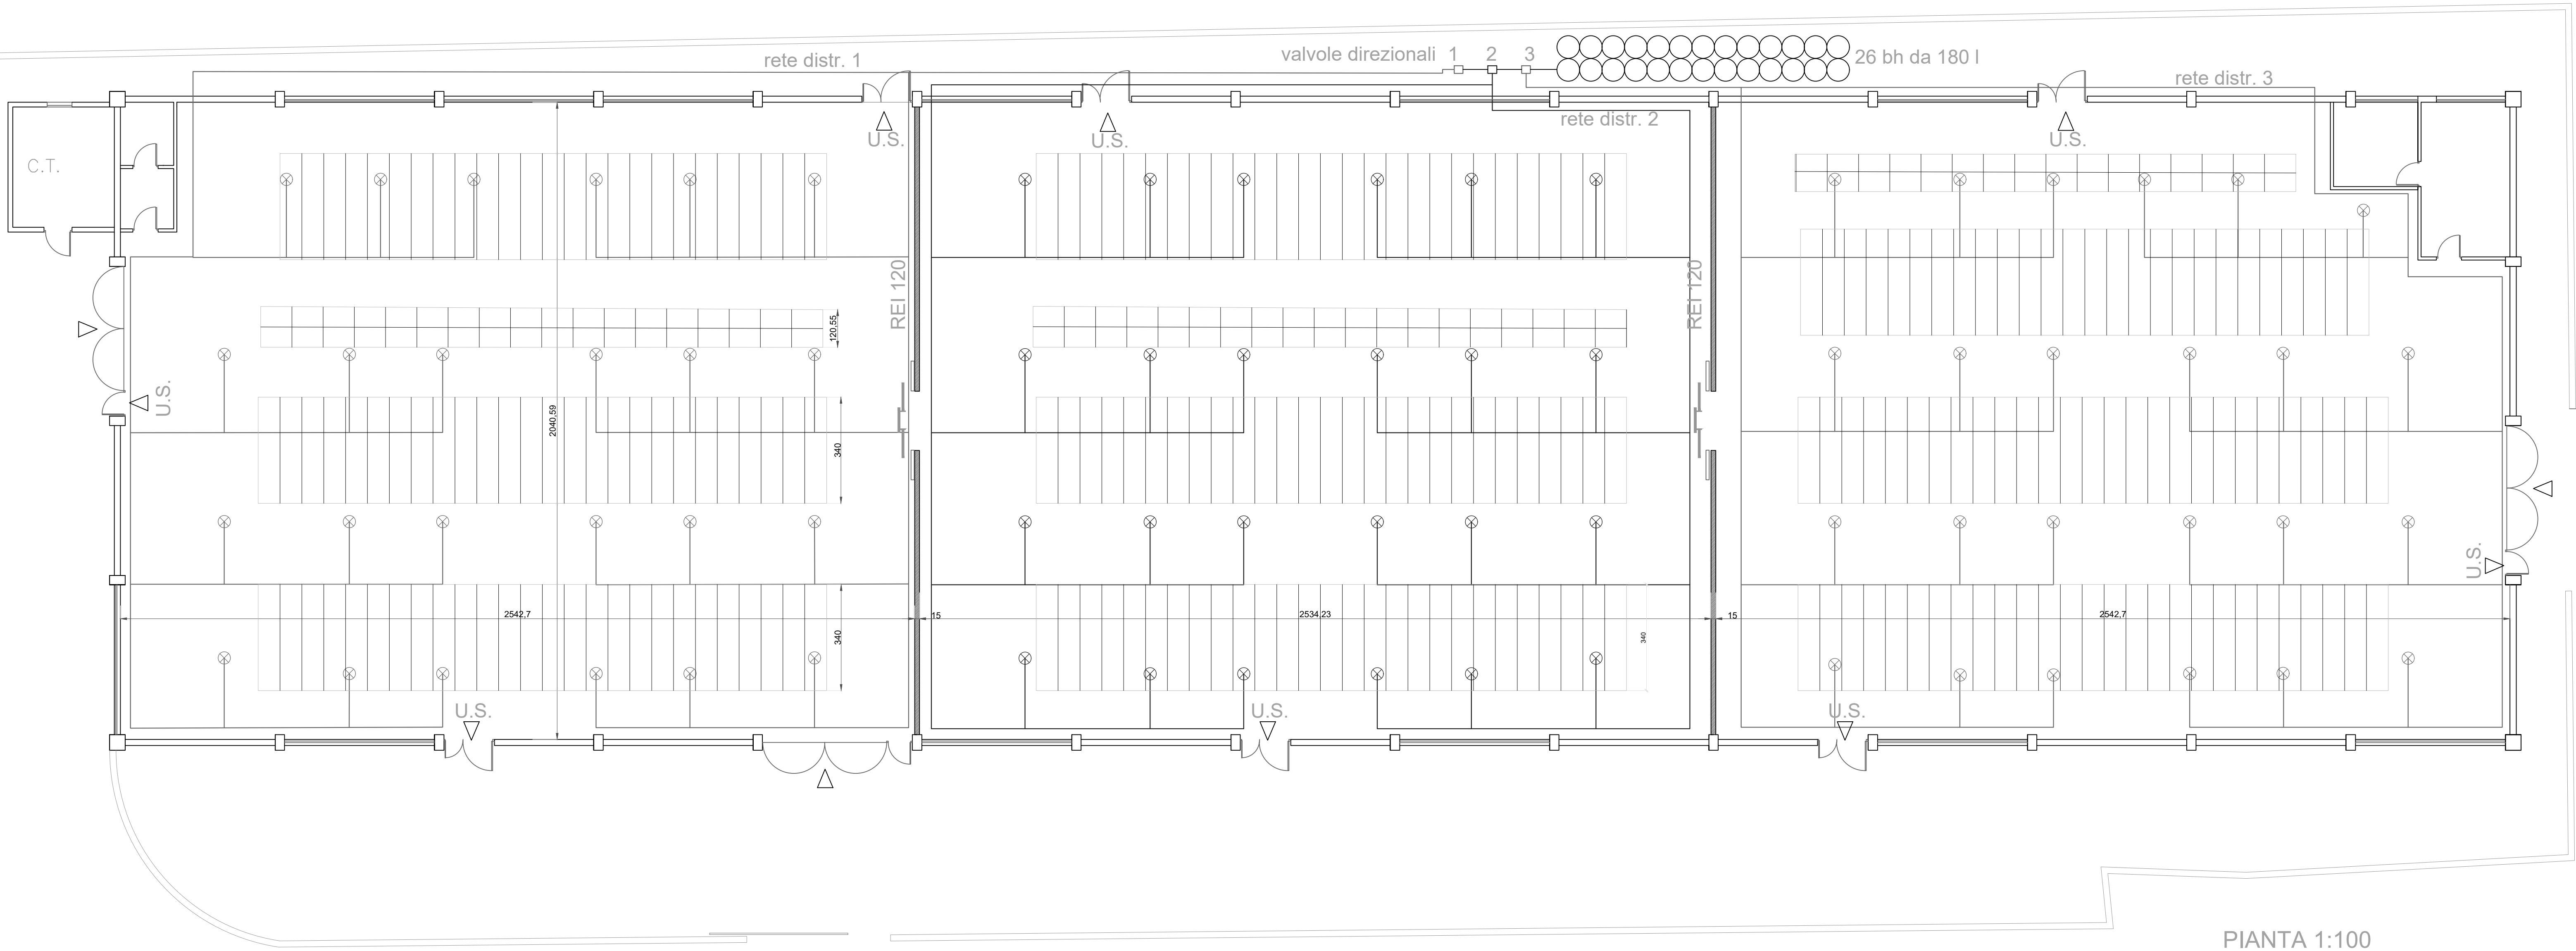 rete distr. 1
valvole direzionali 1 2 3
26 bh da 180 l
rete distr. 3
rete distr. 2
U.S.
U.S.
U.S.
C.T.
REI 120
REI 120
120,55
U.S.
2040,59
340
U.S.
2542,7
15
2534,23
15
2542,7
340
340
U.S.
U.S.
U.S.
PIANTA 1:100